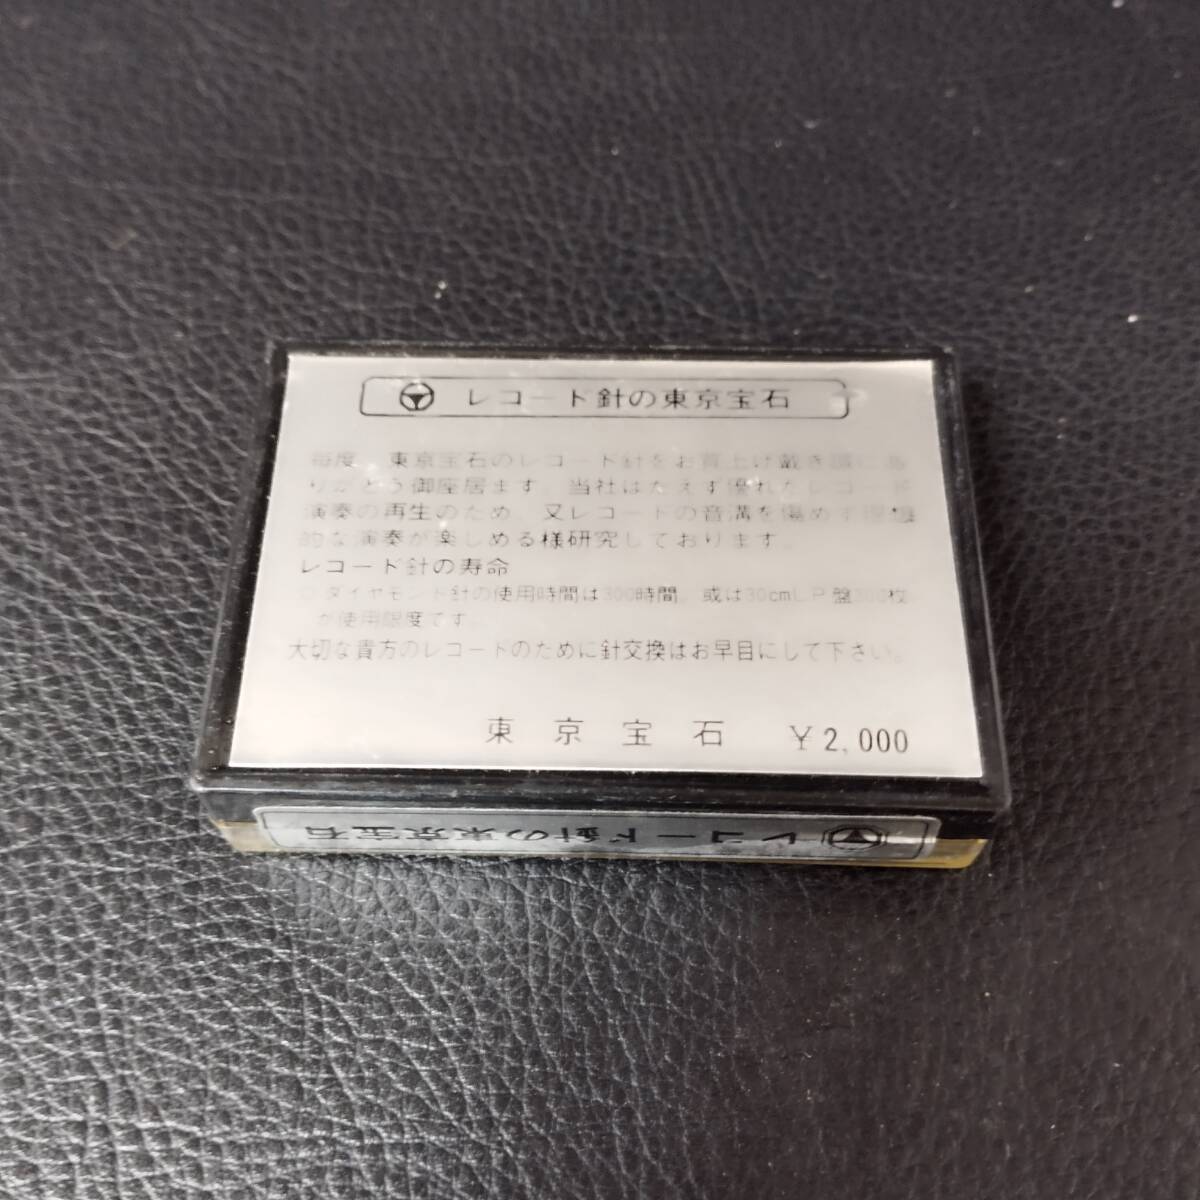 レコード針の東京宝石
毎度、東京宝石のレコード針をお買上げ戴き誠にあ
りがとう御座居ます。当社はたえず優れたレコード
演奏の再生のため、又レコードの音溝を傷めず理想
的な演奏が楽しめる様研究しております。
レコード針の寿命
○ダイヤモンド針の使用時間は300時間、或は30cmLP盤300枚
が使用限度です。
大切な貴方のレコードのために針交換はお早目にして下さい。
東京宝石 ¥2,000
レコード針の東京宝石